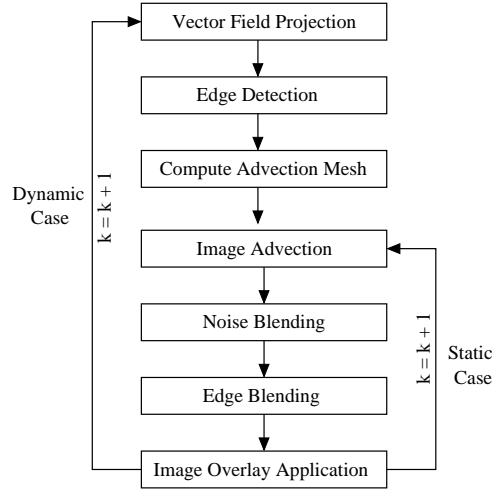 Vector Field Projection
Edge Detection
Compute Advection Mesh
Dynamic
Case
k = k + 1
Image Advection
Noise Blending
k = k + 1
Static
Case
Edge Blending
Image Overlay Application